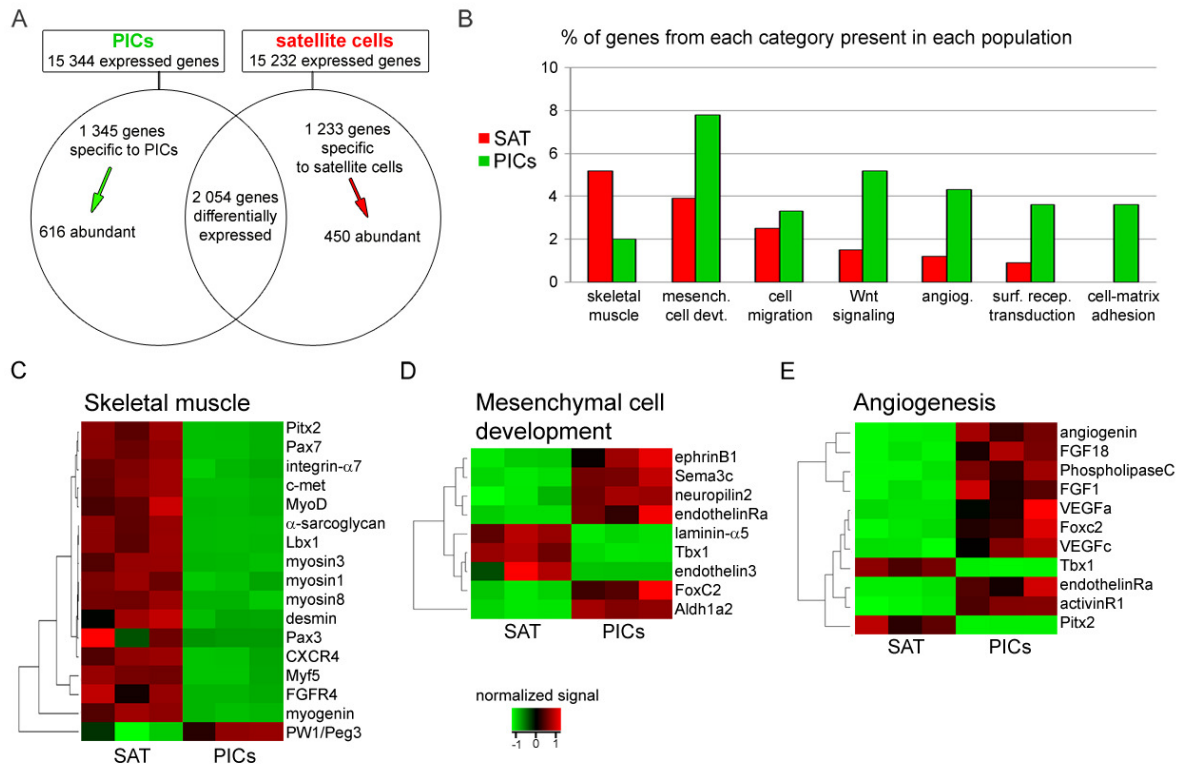 A
PICs
15 344 expressed genes
satellite cells
15 232 expressed genes
1 345 genes
specific to PICs
616 abundant
2 054 genes
differentially
expressed
1 233 genes
specific
to satellite cells
450 abundant
B
% of genes from each category present in each population
SAT
PICs
10
8
6
4
2
0
skeletal
muscle
mesench.
cell devt.
cell
migration
Wnt
signaling
angiog.
surf. recep.
transduction
cell-matrix
adhesion
C
Skeletal muscle
Pitx2
Pax7
integrin-α7
c-met
MyoD
α-sarcoglycan
Lbx1
myosin3
myosin1
myosin8
desmin
Pax3
CXCR4
Myf5
FGFR4
myogenin
PW1/Peg3
SAT PICs
D
Mesenchymal cell
development
ephrinB1
Sema3c
neuropilin2
endothelinRa
laminin-α5
Tbx1
endothelin3
FoxC2
Aldh1a2
SAT PICs
normalized signal
-1 0 1
E
Angiogenesis
angiogenin
FGF18
PhospholipaseC
FGF1
VEGFa
Foxc2
VEGFc
Tbx1
endothelinRa
activinR1
Pitx2
SAT PICs